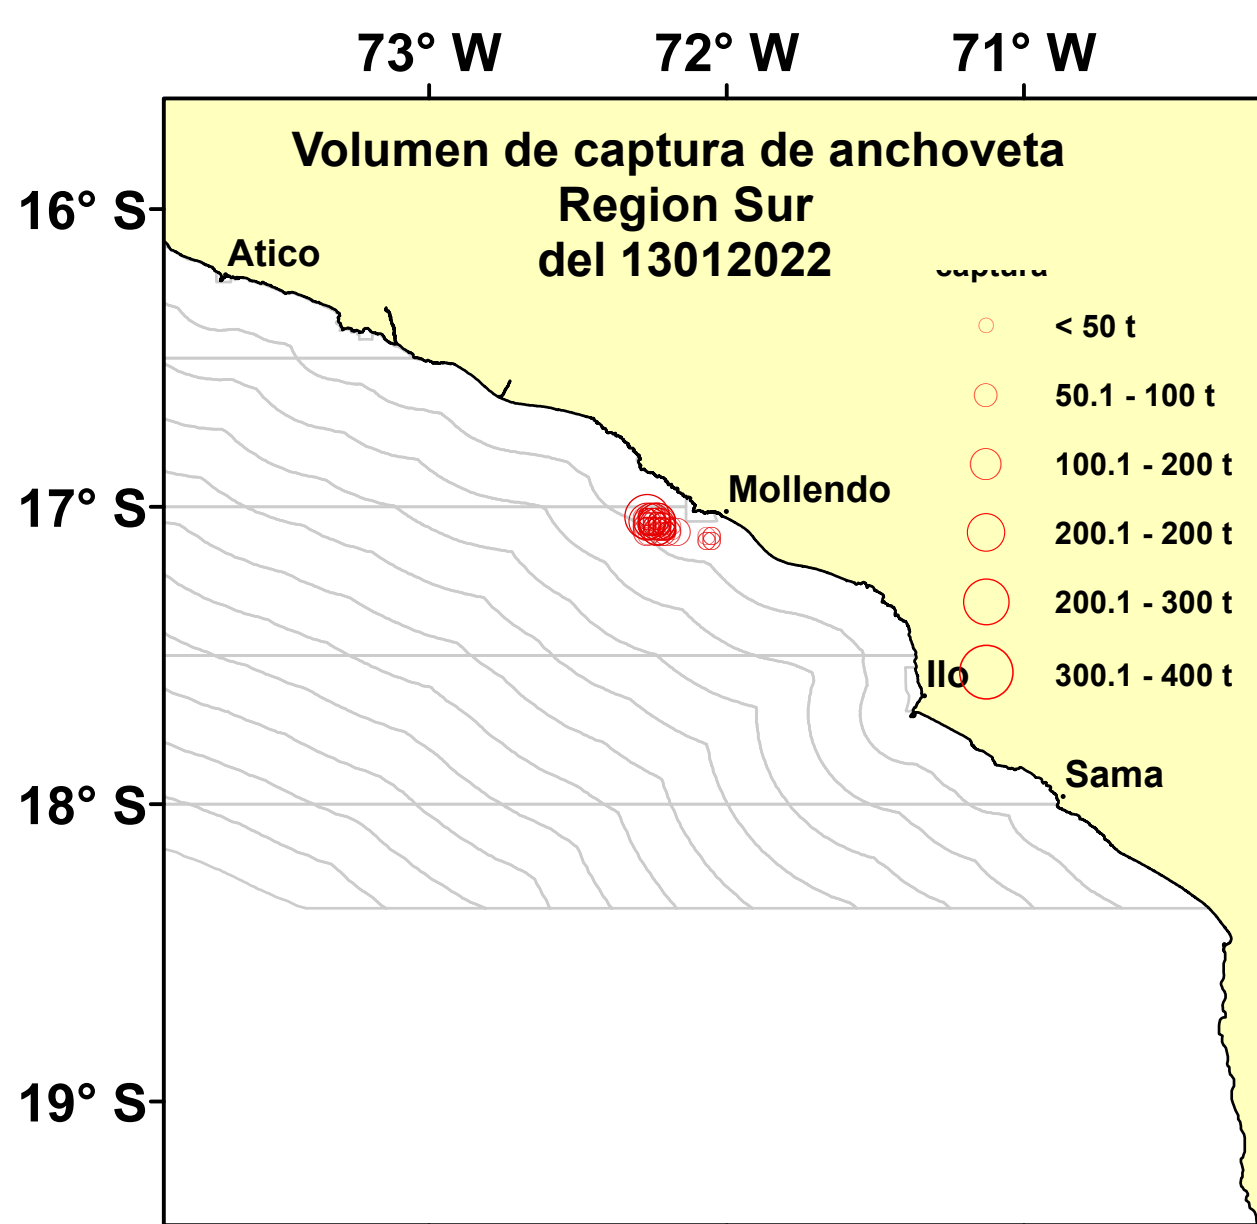 73° W
72° W
71° W
Volumen de captura de anchoveta
Region Sur
del 13012022
16° S
Atico
captura
< 50 t
50.1 - 100 t
100.1 - 200 t
17° S
Mollendo
200.1 - 200 t
200.1 - 300 t
Ilo
300.1 - 400 t
18° S
Sama
19° S